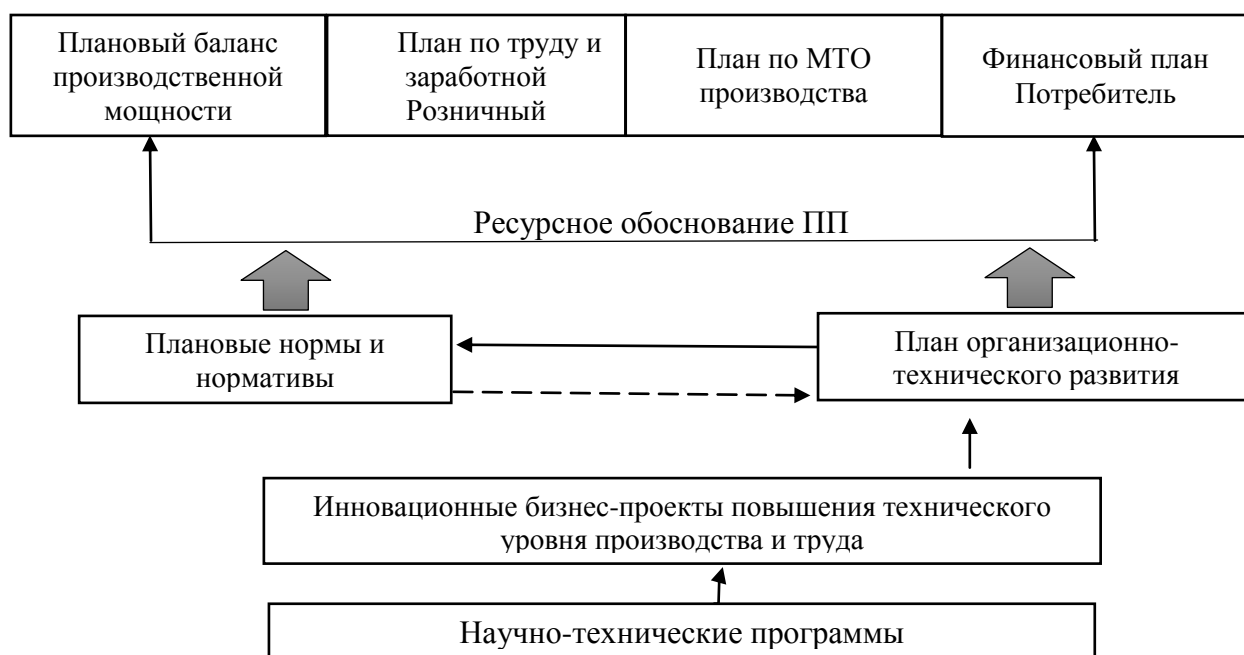 Плановый баланс
производственной
мощности
План по труду и
заработной
Розничный
План по МТО
производства
Финансовый план
Потребитель
Ресурсное обоснование ПП
Плановые нормы и
нормативы
План организационно-
технического развития
Инновационные бизнес-проекты повышения технического
уровня производства и труда
Научно-технические программы